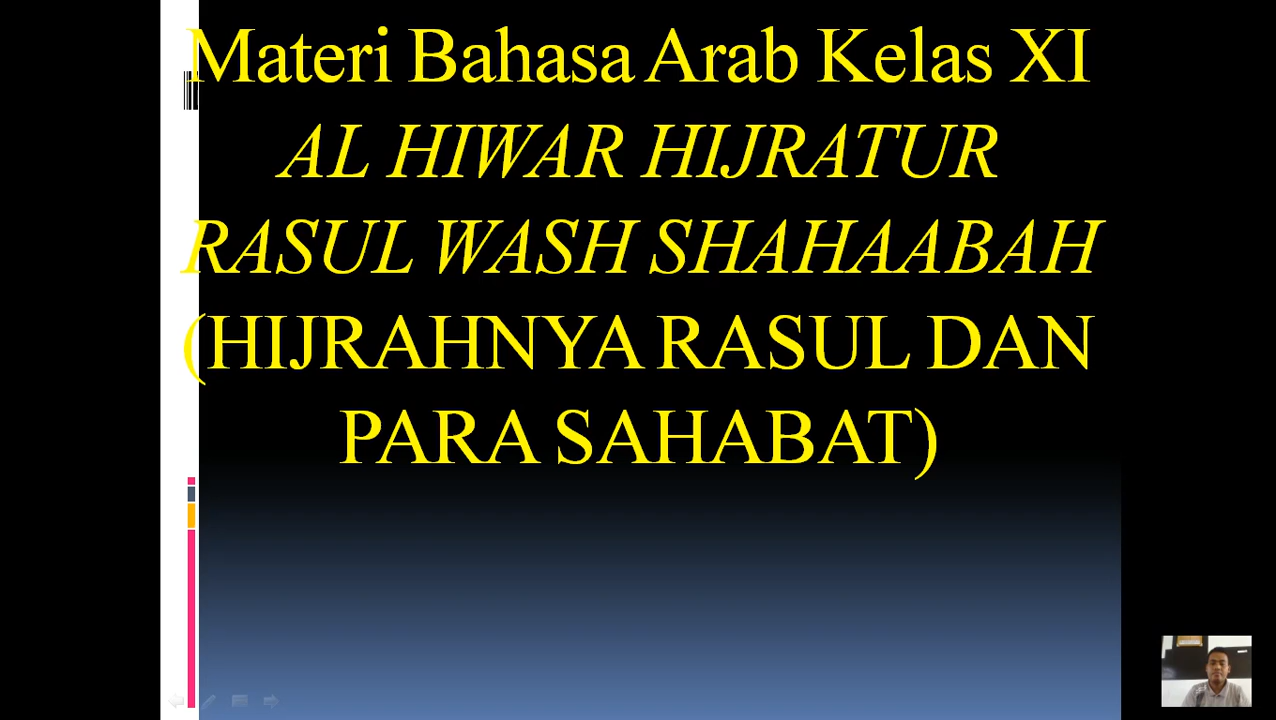 Materi Bahasa Arab Kelas XI
AL HIWAR HIJRATUR
RASUL WASH SHAHAABAH
(HIJRAHNYA RASUL DAN
PARA SAHABAT)